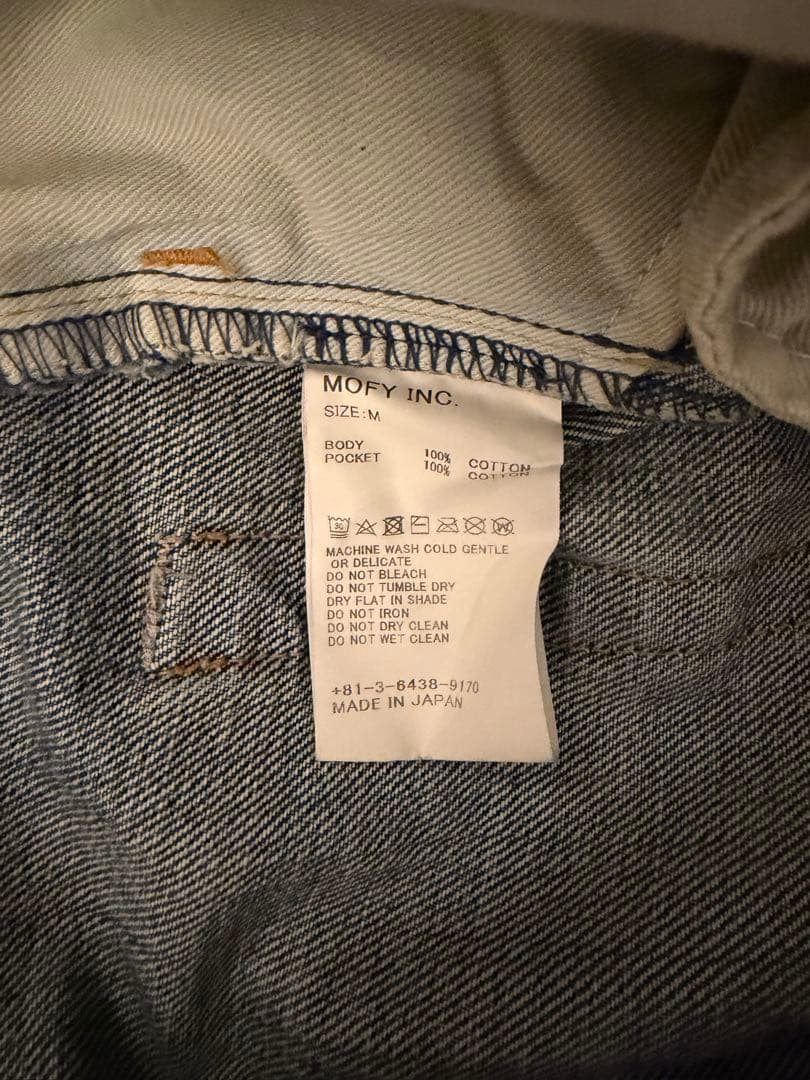 MOFY INC.
SIZE:M
BODY 100% COTTON
POCKET 100% COTTON
30 W
MACHINE WASH COLD GENTLE
OR DELICATE
DO NOT BLEACH
DO NOT TUMBLE DRY
DRY FLAT IN SHADE
DO NOT IRON
DO NOT DRY CLEAN
DO NOT WET CLEAN
+81-3-6438-9170
MADE IN JAPAN